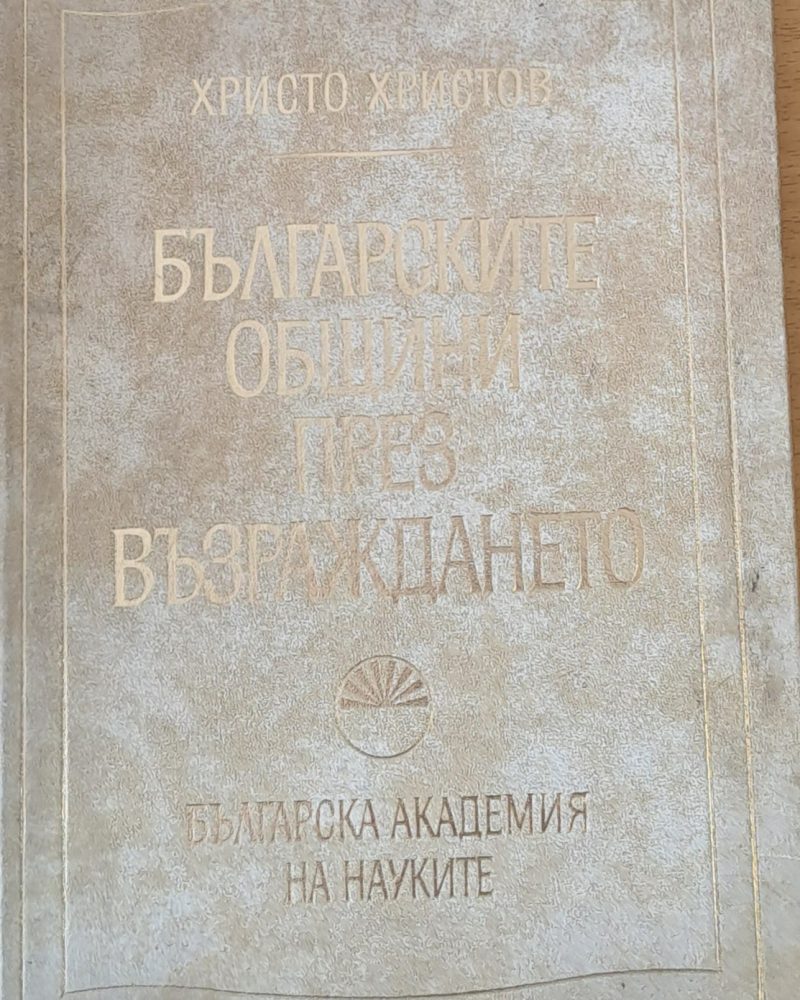 ХРИСТО ХРИСТОВ
БЪЛГАРСКИТЕ
ОБЩИНИ
ПРЕЗ
ВЪЗРАЖДАНЕТО
БЪЛГАРСКА АКАДЕМИЯ
НА НАУКИТЕ